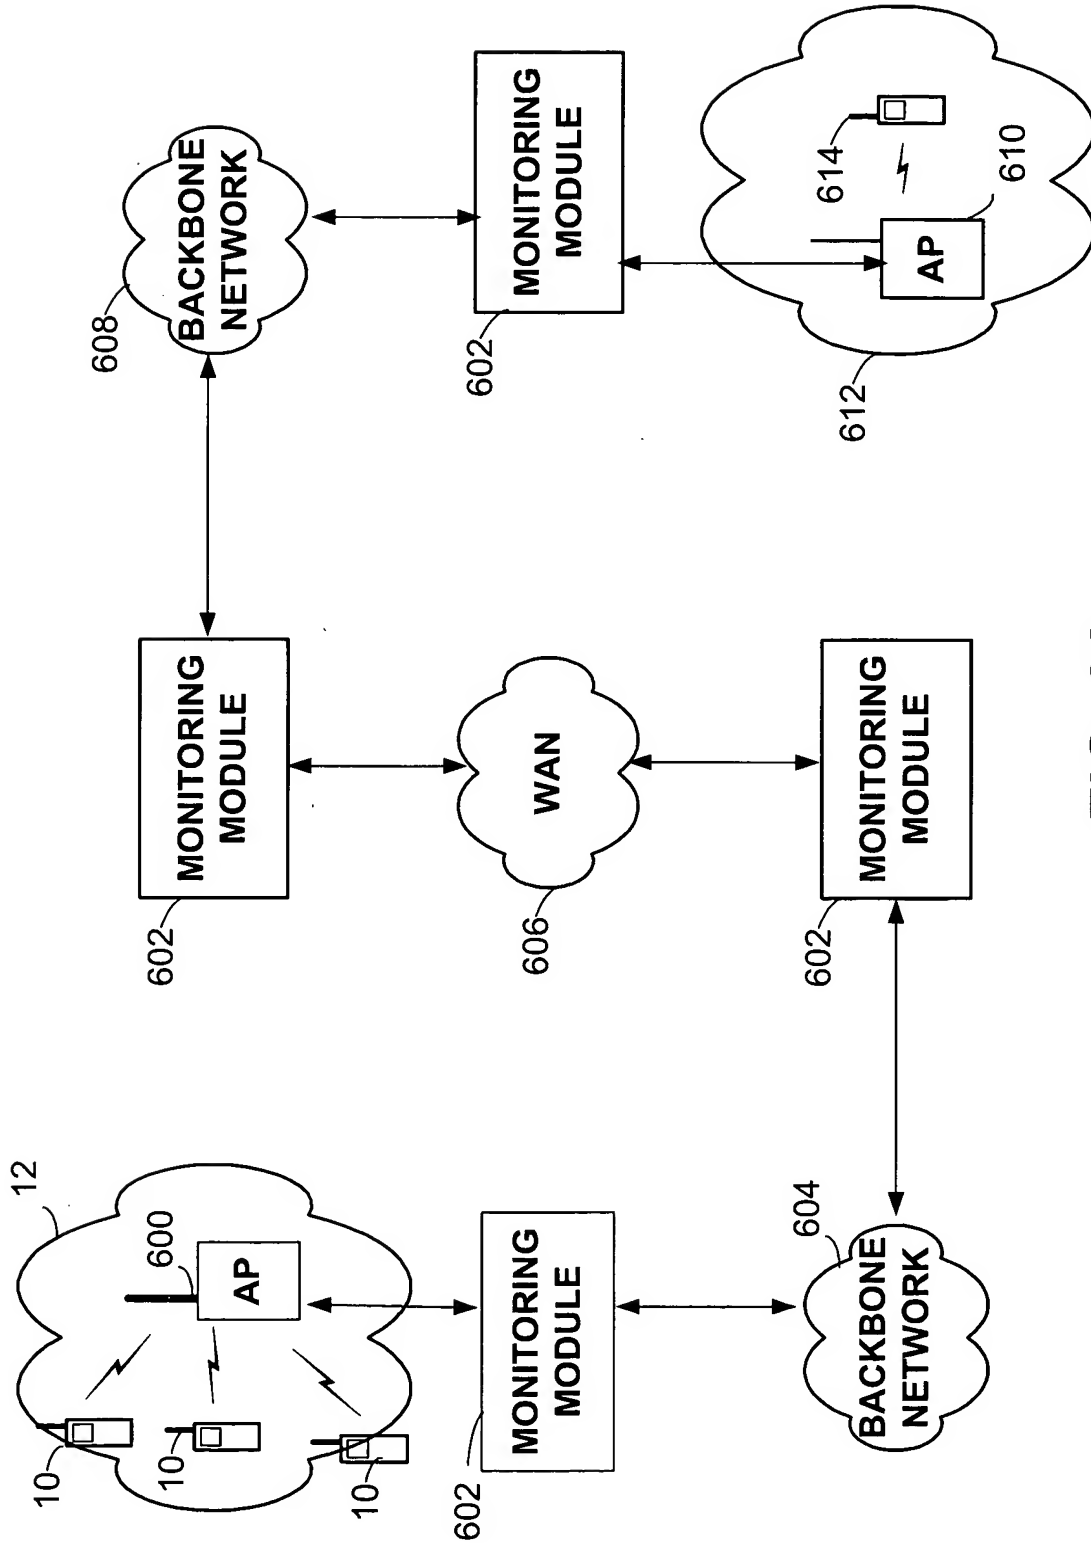 12
600
AP
10
10
10
602
MONITORING
MODULE
604
BACKBONE
NETWORK
602
MONITORING
MODULE
606
WAN
602
MONITORING
MODULE
608
BACKBONE
NETWORK
602
MONITORING
MODULE
612
614
AP
610